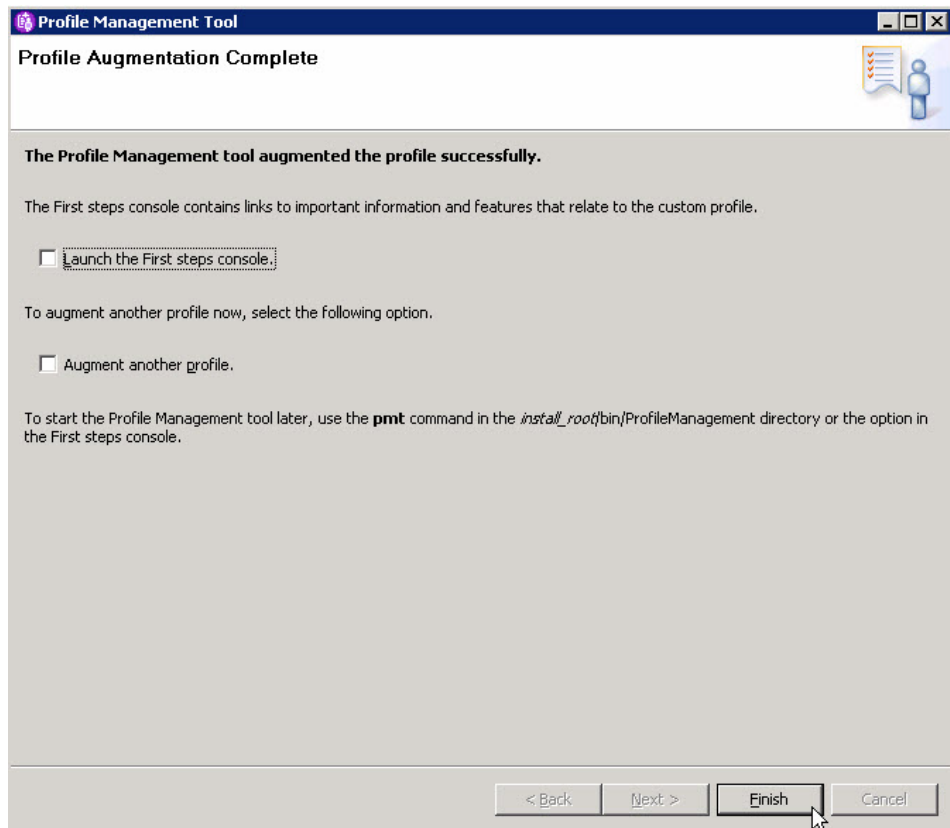 Profile Management Tool
Profile Augmentation Complete
The Profile Management tool augmented the profile successfully.
The First steps console contains links to important information and features that relate to the custom profile.
Launch the First steps console.
To augment another profile now, select the following option.
Augment another profile.
To start the Profile Management tool later, use the pmt command in the install_root/bin/ProfileManagement directory or the option in
the First steps console.
< Back Next > Finish Cancel